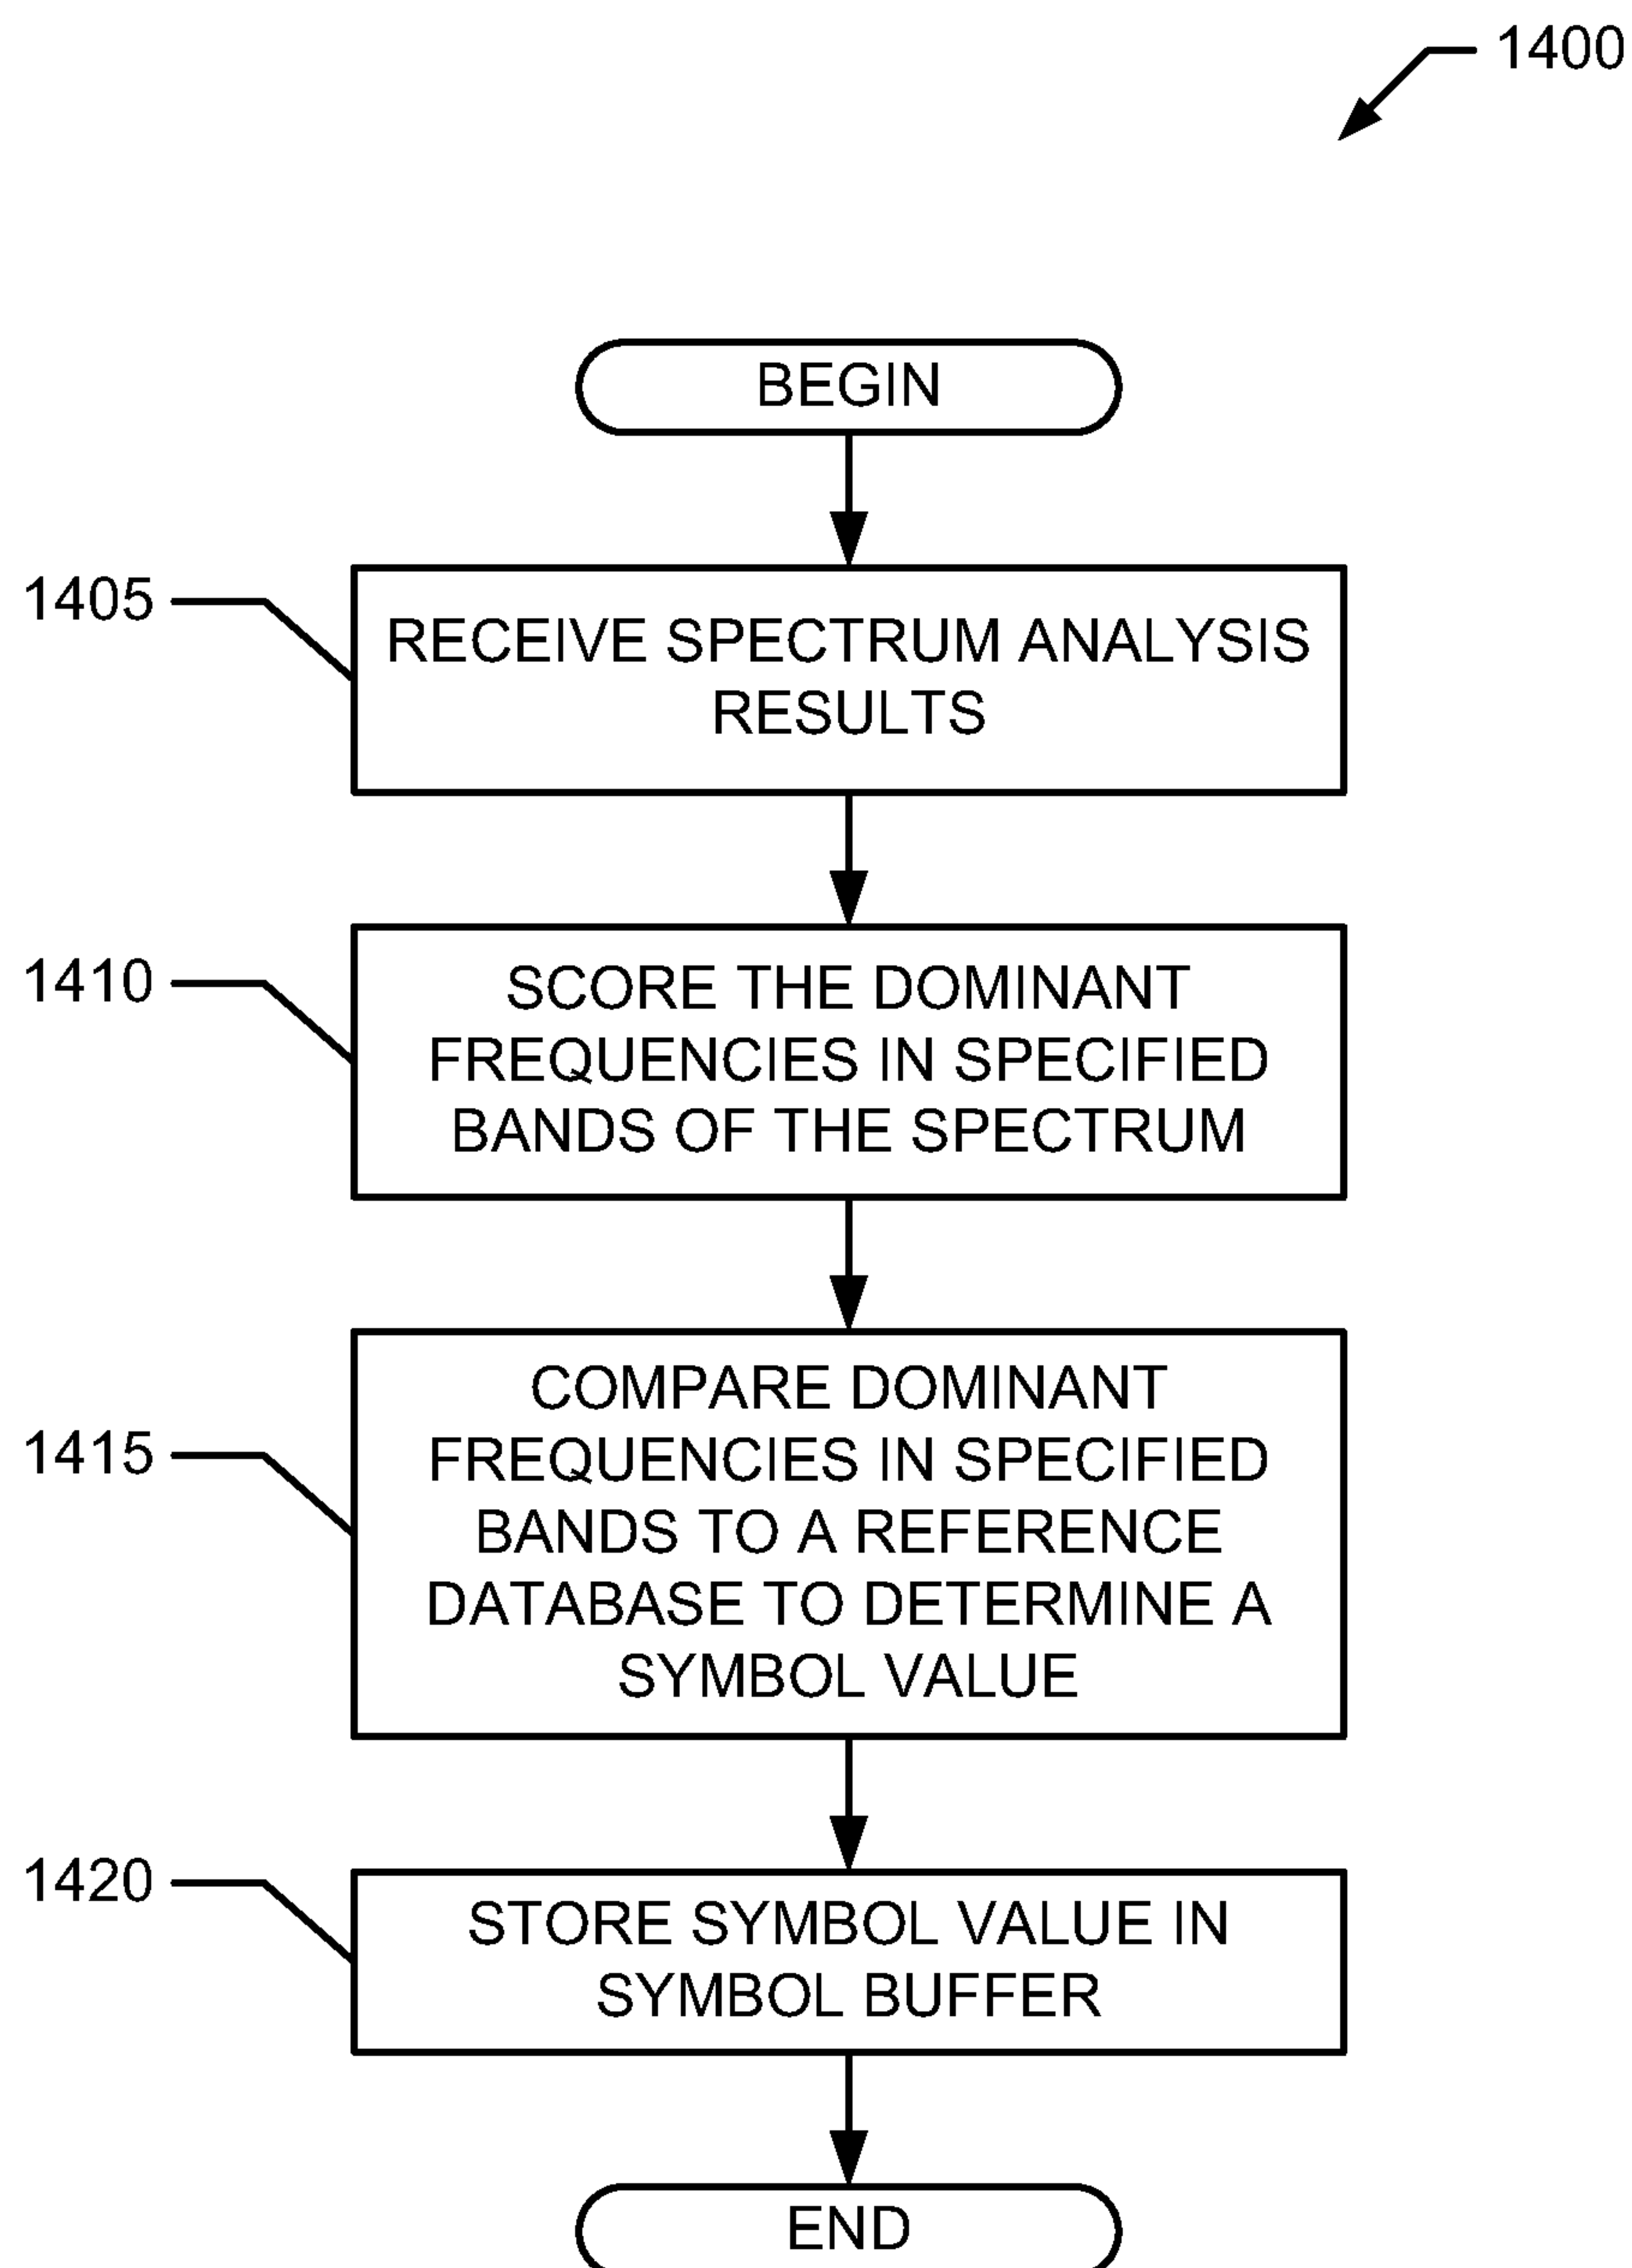 1400
BEGIN
1405
RECEIVE SPECTRUM ANALYSIS
RESULTS
1410
SCORE THE DOMINANT
FREQUENCIES IN SPECIFIED
BANDS OF THE SPECTRUM
1415
COMPARE DOMINANT
FREQUENCIES IN SPECIFIED
BANDS TO A REFERENCE
DATABASE TO DETERMINE A
SYMBOL VALUE
1420
STORE SYMBOL VALUE IN
SYMBOL BUFFER
END